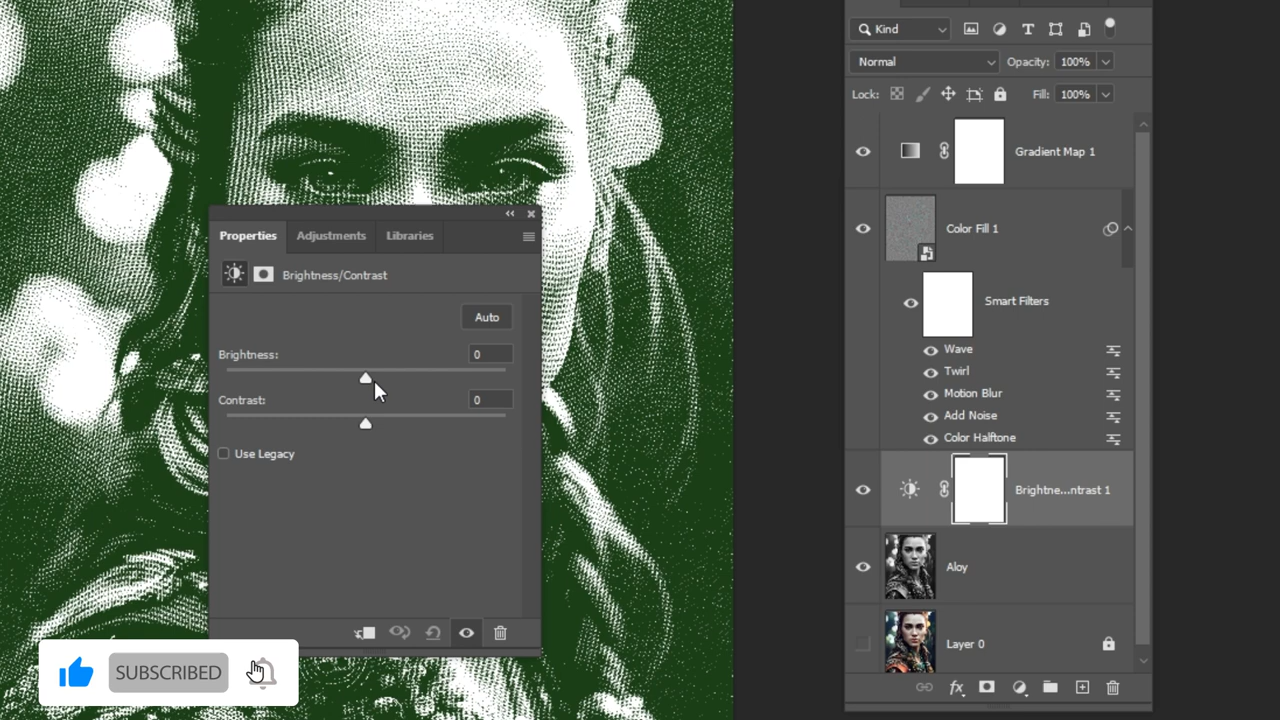 Properties
Adjustments
Libraries
Brightness/Contrast
Auto
Brightness:
0
Contrast:
0
Use Legacy
SUBSCRIBED
Kind
Normal
Opacity: 100%
Lock:
Fill: 100%
Gradient Map 1
Color Fill 1
Smart Filters
Wave
Twirl
Motion Blur
Add Noise
Color Halftone
Brightne...ntrast 1
Aloy
Layer 0
fx